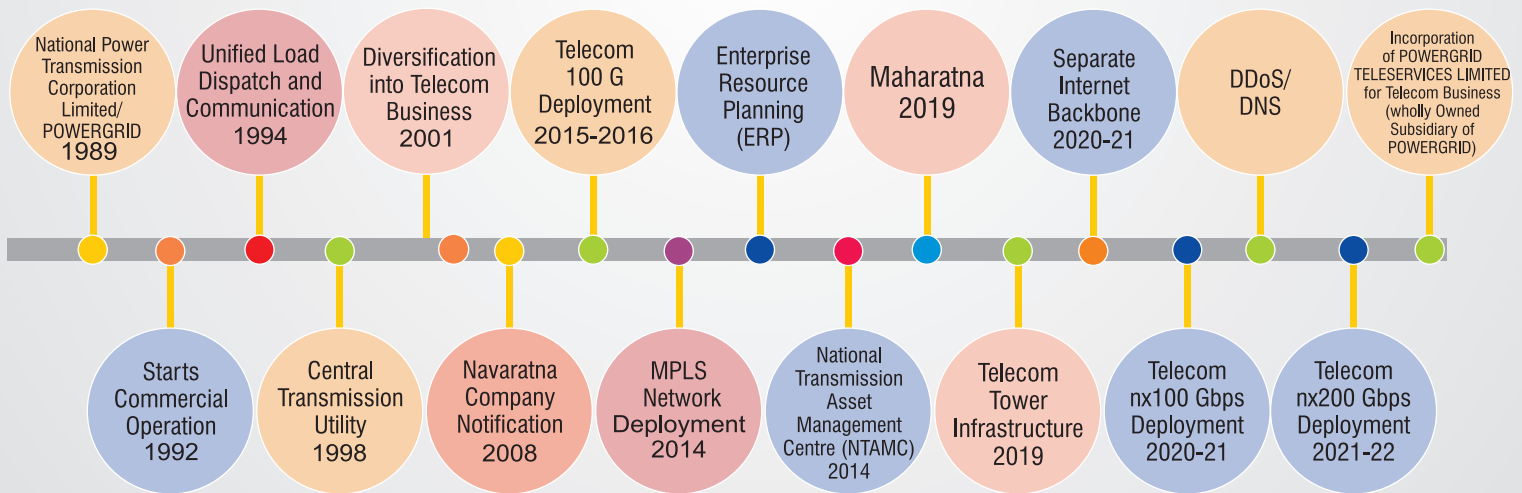 National Power
Transmission
Corporation
Limited/
POWERGRID
1989
Unified Load
Dispatch and
Communication
1994
Diversification
into Telecom
Business
2001
Telecom
100 G
Deployment
2015-2016
Enterprise
Resource
Planning
(ERP)
Maharatna
2019
Separate
Internet
Backbone
2020-21
DDoS/
DNS
Incorporation
of POWERGRID
TELESERVICES LIMITED
for Telecom Business
(wholly Owned
Subsidiary of
POWERGRID)
Starts
Commercial
Operation
1992
Central
Transmission
Utility
1998
Navaratna
Company
Notification
2008
MPLS
Network
Deployment
2014
National
Transmission
Asset
Management
Centre (NTAMC)
2014
Telecom
Tower
Infrastructure
2019
Telecom
nx100 Gbps
Deployment
2020-21
Telecom
nx200 Gbps
Deployment
2021-22